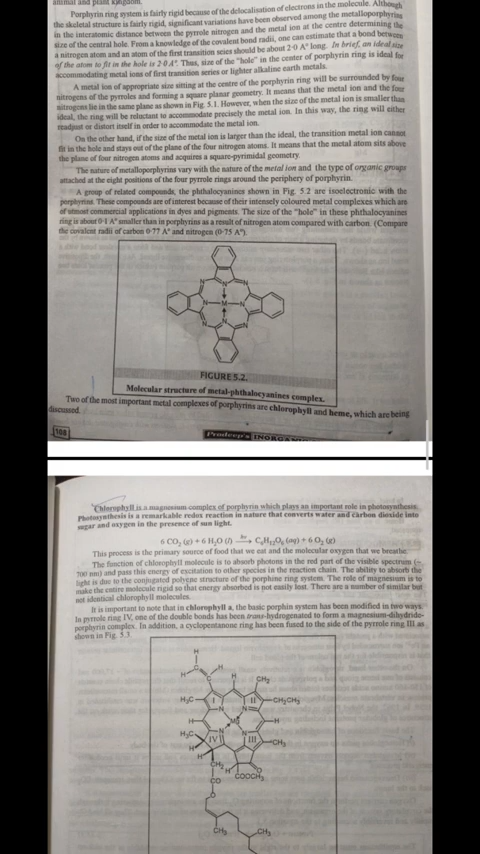 animal and plant kingdom.
Porphyrin ring system is fairly rigid because of the delocalisation of electrons in the molecule. Although
the skeletal structure is fairly rigid, significant variations have been observed among the metalloporphyrins
in the interatomic distance between the pyrrole nitrogen and the metal ion at the centre determining the
size of the central hole. From a knowledge of the covalent bond radii, one can estimate that a bond between
a nitrogen atom and an atom of the first transition seies should be about 2·0 A° long. In brief, an ideal size
of the atom to fit in the hole is 2·0 A°. Thus, size of the "hole" in the center of porphyrin ring is ideal for
accommodating metal ions of first transition series or lighter alkaline earth metals.
A metal ion of appropriate size sitting at the centre of the porphyrin ring will be surrounded by four
nitrogens of the pyrroles and forming a square planar geometry. It means that the metal ion and the four
nitrogens lie in the same plane as shown in Fig. 5.1. However, when the size of the metal ion is smaller than
ideal, the ring will be reluctant to accommodate precisely the metal ion. In this way, the ring will either
readjust or distort itself in order to accommodate the metal ion.
On the other hand, if the size of the metal ion is larger than the ideal, the transition metal ion cannot
fit in the hole and stays out of the plane of the four nitrogen atoms. It means that the metal atom sits above
the plane of four nitrogen atoms and acquires a square-pyrimidal geometry.
The nature of metalloporphyrins vary with the nature of the metal ion and the type of organic groups
attached at the eight positions of the four pyrrole rings around the periphery of porphyrin.
A group of related compounds, the phthalocyanines shown in Fig. 5.2 are isoelectronic with the
porphyrins. These compounds are of interest because of their intensely coloured metal complexes which are
of utmost commercial applications in dyes and pigments. The size of the "hole" in these phthalocyanines
ring is about 0·1 A° smaller than in porphyrins as a result of nitrogen atom compared with carbon. (Compare
the covalent radii of carbon 0·77 A° and nitrogen (0·75 A°).
N N N
N M N
N N N
FIGURE 5.2.
Molecular structure of metal-phthalocyanines complex.
Two of the most important metal complexes of porphyrins are chlorophyll and heme, which are being
discussed.
108
Pradeep's INORGAN
Chlorophyll is a magnesium complex of porphyrin which plays an important role in photosynthesis.
Photosynthesis is a remarkable redox reaction in nature that converts water and carbon dioxide into
sugar and oxygen in the presence of sun light.
6 CO₂ (g) + 6 H₂O (l) —hν→ C₆H₁₂O₆ (aq) + 6 O₂ (g)
This process is the primary source of food that we eat and the molecular oxygen that we breathe.
The function of chlorophyll molecule is to absorb photons in the red part of the visible spectrum (~
700 nm) and pass this energy of excitation to other species in the reaction chain. The ability to absorb the
light is due to the conjugated polyene structure of the porphine ring system. The role of magnesium is to
make the entire molecule rigid so that energy absorbed is not easily lost. There are a number of similar but
not identical chlorophyll molecules.
It is important to note that in chlorophyll a, the basic porphin system has been modified in two ways.
In pyrrole ring IV, one of the double bonds has been trans-hydrogenated to form a magnesium-dihydride-
porphyrin complex. In addition, a cyclopentanone ring has been fused to the side of the pyrrole ring III as
shown in Fig. 5.3
H
H C H
C H CH₃
H₃C I II CH₂CH₃
N N
H Mg H
H₃C N N
IV III CH₃
H
H
CH₂ H O
CO COOCH₃
O
CH₃ CH₃